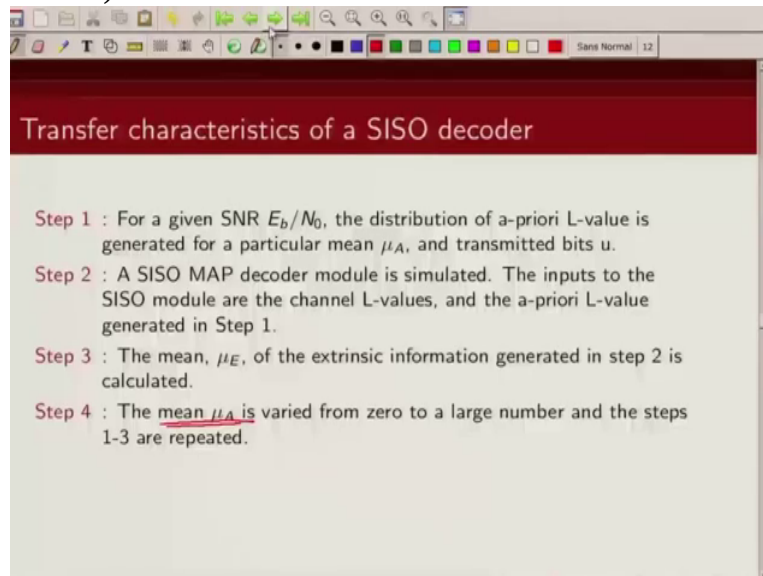 )
T
Sans Normal 12
Transfer characteristics of a SISO decoder
Step 1 : For a given SNR E_b/N_0, the distribution of a-priori L-value is
generated for a particular mean μ_A, and transmitted bits u.
Step 2 : A SISO MAP decoder module is simulated. The inputs to the
SISO module are the channel L-values, and the a-priori L-value
generated in Step 1.
Step 3 : The mean, μ_E, of the extrinsic information generated in step 2 is
calculated.
Step 4 : The mean μ_A is varied from zero to a large number and the steps
1-3 are repeated.